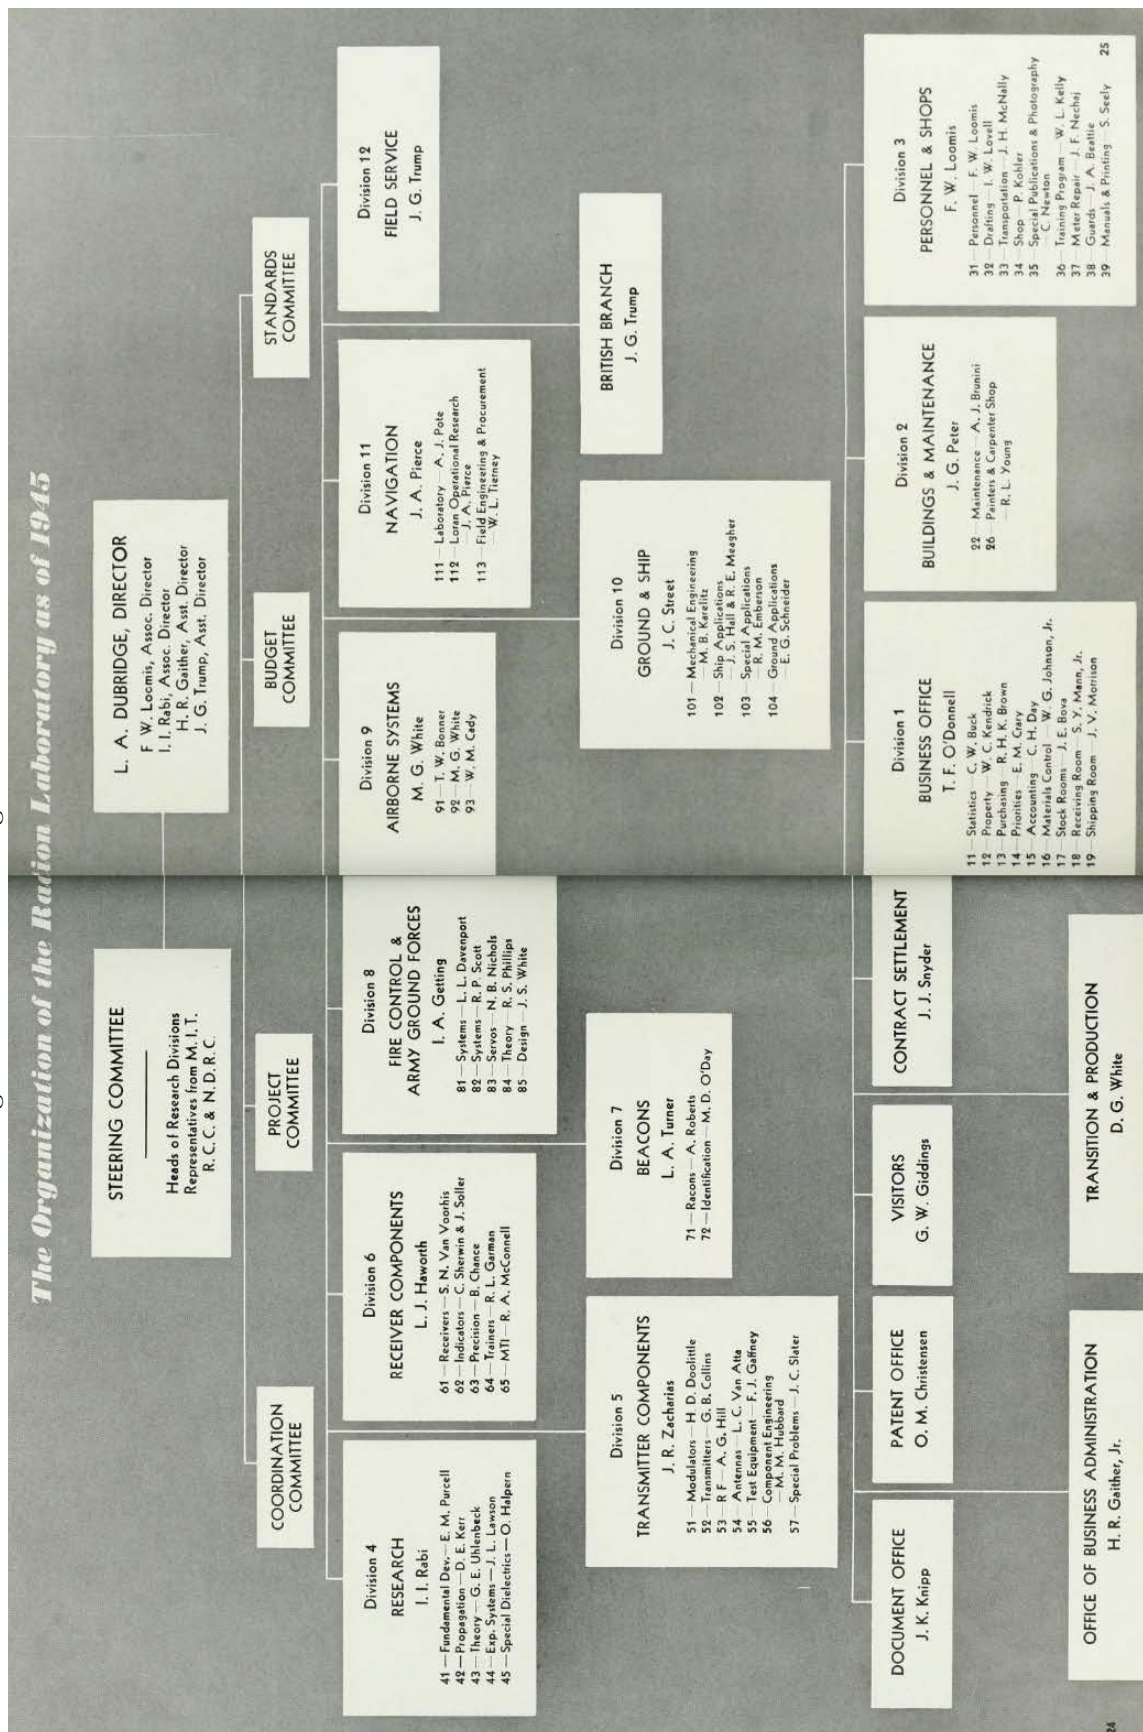 The Organization of the Radiation Laboratory as of 1945
STEERING COMMITTEE
Heads of Research Divisions
Representatives from M. I. T.
R. C. C. & N. D. R. C.
L. A. DUBRIDGE, DIRECTOR
F. W. Loomis, Assoc. Director
I. I. Rabi, Assoc. Director
H. R. Gaither, Asst. Director
J. G. Trump, Asst. Director
COORDINATION
COMMITTEE
PROJECT
COMMITTEE
BUDGET
COMMITTEE
STANDARDS
COMMITTEE
Division 4
RESEARCH
I. I. Rabi
41 — Fundamental Dev. — E. M. Purcell
42 — Propagation — D. E. Kerr
43 — Theory — G. E. Uhlenbeck
44 — Exp. Systems — J. L. Lawson
45 — Special Dielectrics — O. Halpern
Division 6
RECEIVER COMPONENTS
L. J. Haworth
61 — Receivers — S. N. Van Voorhis
62 — Indicators — C. Sherwin & J. Soller
63 — Precision — B. Chance
64 — Trainers — R. L. Garman
65 — MTI — R. A. McConnell
Division 8
FIRE CONTROL &
ARMY GROUND FORCES
I. A. Getting
81 — Systems — L. L. Davenport
82 — Systems — R. P. Scott
83 — Servos — N. B. Nichols
84 — Theory — R. S. Phillips
85 — Design — J. S. White
Division 9
AIRBORNE SYSTEMS
M. G. White
91 — T. W. Bonner
92 — M. G. White
93 — W. M. Cady
Division 11
NAVIGATION
J. A. Pierce
111 — Laboratory — A. J. Pote
112 — Loran Operational Research
— J. A. Pierce
113 — Field Engineering & Procurement
— W. L. Tierney
Division 12
FIELD SERVICE
J. G. Trump
Division 5
TRANSMITTER COMPONENTS
J. R. Zacharias
51 — Modulators — H. D. Doolittle
52 — Transmitters — G. B. Collins
53 — R F — A. G. Hill
54 — Antennas — L. C. Van Atta
55 — Test Equipment — F. J. Gaffney
56 — Component Engineering
— M. M. Hubbard
57 — Special Problems — J. C. Slater
Division 7
BEACONS
L. A. Turner
71 — Racons — A. Roberts
72 — Identification — M. D. O'Day
Division 10
GROUND & SHIP
J. C. Street
101 — Mechanical Engineering
— M. B. Karelitz
102 — Ship Applications
— J. S. Hall & R. E. Meagher
103 — Special Applications
— R. M. Emberson
104 — Ground Applications
— E. G. Schneider
BRITISH BRANCH
J. G. Trump
DOCUMENT OFFICE
J. K. Knipp
PATENT OFFICE
O. M. Christensen
VISITORS
G. W. Giddings
CONTRACT SETTLEMENT
J. J. Snyder
Division 1
BUSINESS OFFICE
T. F. O'Donnell
11 — Statistics — C. W. Buck
12 — Property — W. C. Kendrick
13 — Purchasing — R. H. K. Brown
14 — Priorities — E. M. Cary
15 — Accounting — C. H. Day
16 — Materials Control — W. G. Johnson, Jr.
17 — Stock Rooms — J. E. Bova
18 — Receiving Room — S. Y. Mann, Jr.
19 — Shipping Room — J. V. Morrison
Division 2
BUILDINGS & MAINTENANCE
J. G. Peter
22 — Maintenance — A. J. Brunini
26 — Painters & Carpenter Shop
— R. L. Young
Division 3
PERSONNEL & SHOPS
F. W. Loomis
31 — Personnel — F. W. Loomis
32 — Drafting — I. W. Lovell
33 — Transportation — J. H. McNally
34 — Shop — P. Kohler
35 — Special Publications & Photography
— C. Newton
36 — Training Program — W. L. Kelly
37 — Meter Repair — J. F. Nechaj
38 — Guards — J. A. Beattie
39 — Manuals & Printing — S. Seely
OFFICE OF BUSINESS ADMINISTRATION
H. R. Gaither, Jr.
TRANSITION & PRODUCTION
D. G. White
24
25